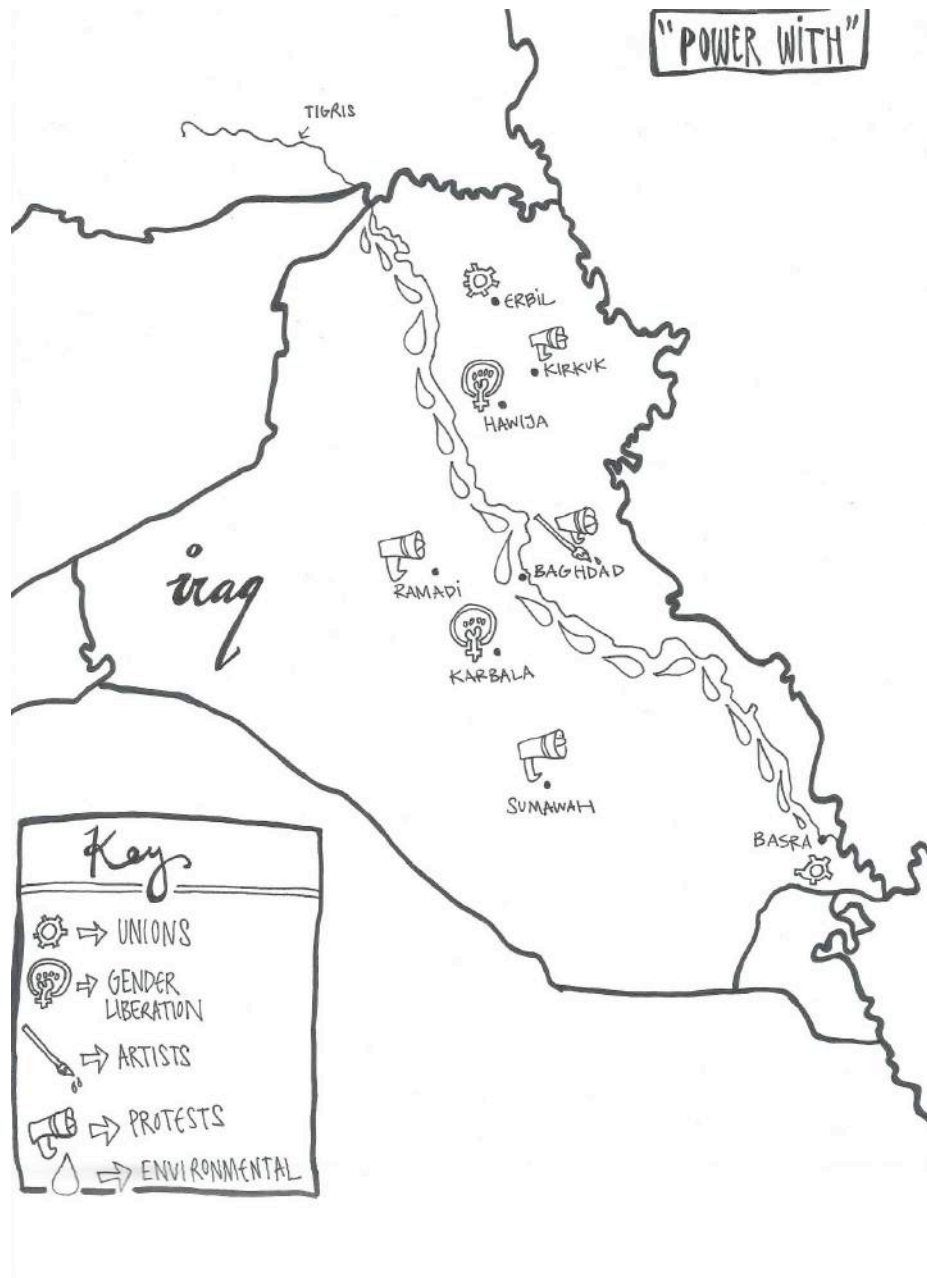 "POWER WITH"
TIGRIS
ERBIL
KIRKUK
HAWIJA
BAGHDAD
RAMADI
iraq
KARBALA
SUMAWAH
BASRA
Key
UNIONS
GENDER
LIBERATION
ARTISTS
PROTESTS
ENVIRONMENTAL